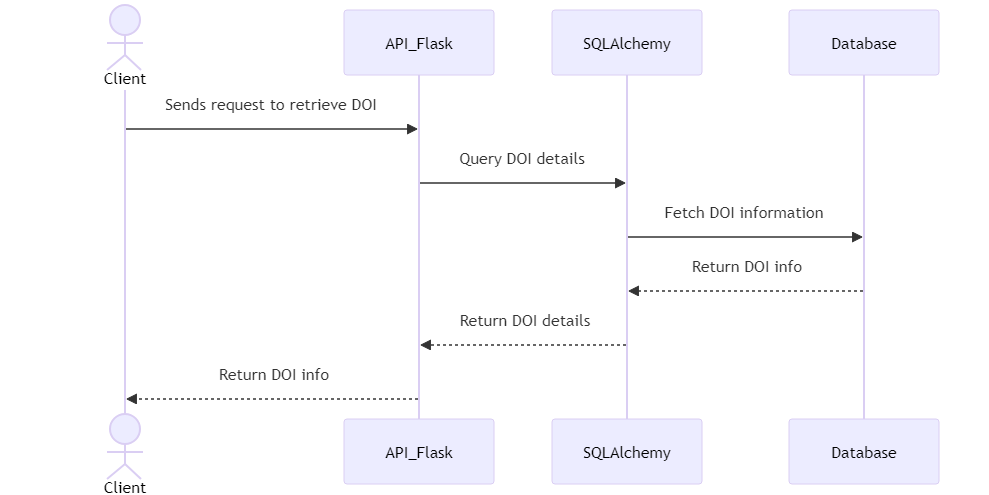 API_Flask
SQLAlchemy
Database
Client
Sends request to retrieve DOI
Query DOI details
Fetch DOI information
Return DOI info
Return DOI details
Return DOI info
API_Flask
SQLAlchemy
Database
Client